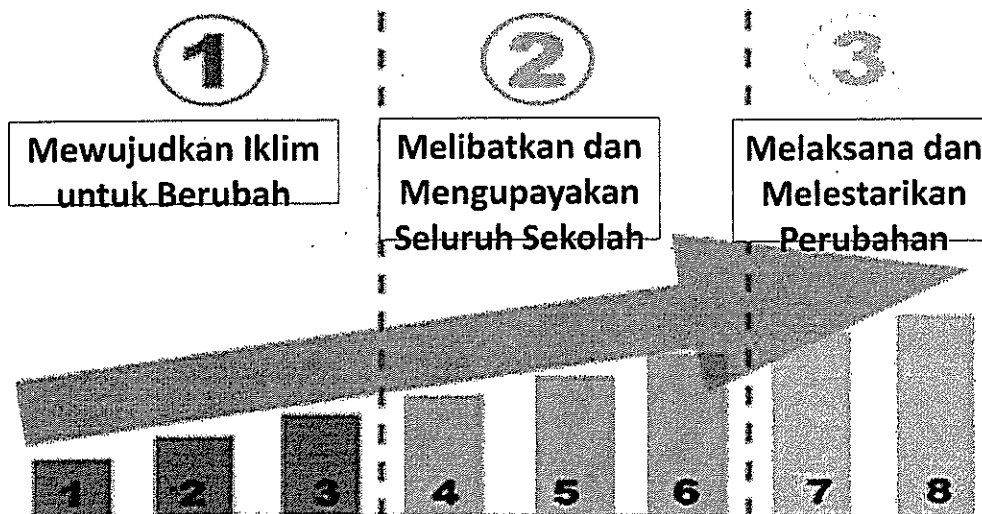 1
2
3
Mewujudkan Iklim
untuk Berubah
Melibatkan dan
Mengupayakan
Seluruh Sekolah
Melaksana dan
Melestarikan
Perubahan
1 2 3 4 5 6 7 8